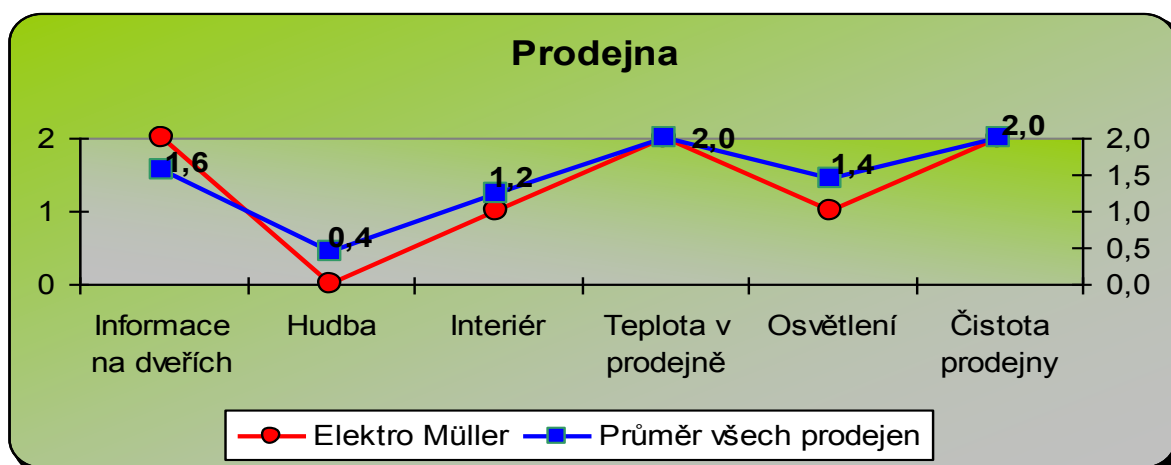 Prodejna
2
1
0
2,0
1,5
1,0
0,5
0,0
1,6
0,4
1,2
2,0
1,4
2,0
Informace
na dveřích
Hudba
Interiér
Teplota v
prodejně
Osvětlení
Čistota
prodejny
Elektro Müller
Průměr všech prodejen